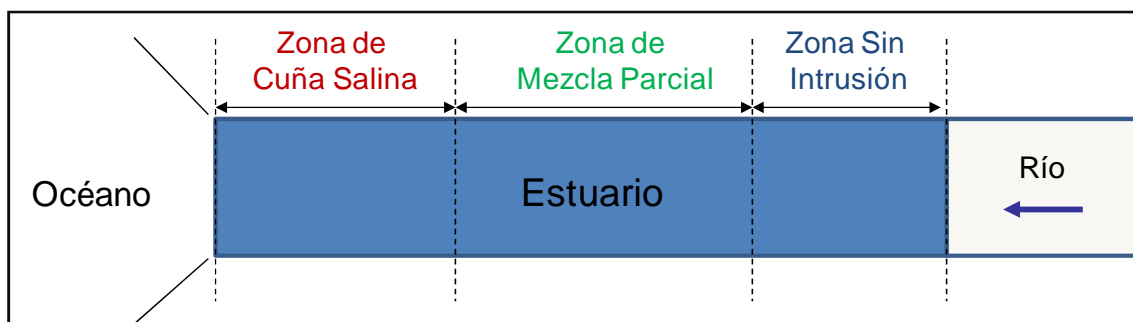 Zona de
Cuña Salina
Zona de
Mezcla Parcial
Zona Sin
Intrusión
Océano
Estuario
Río